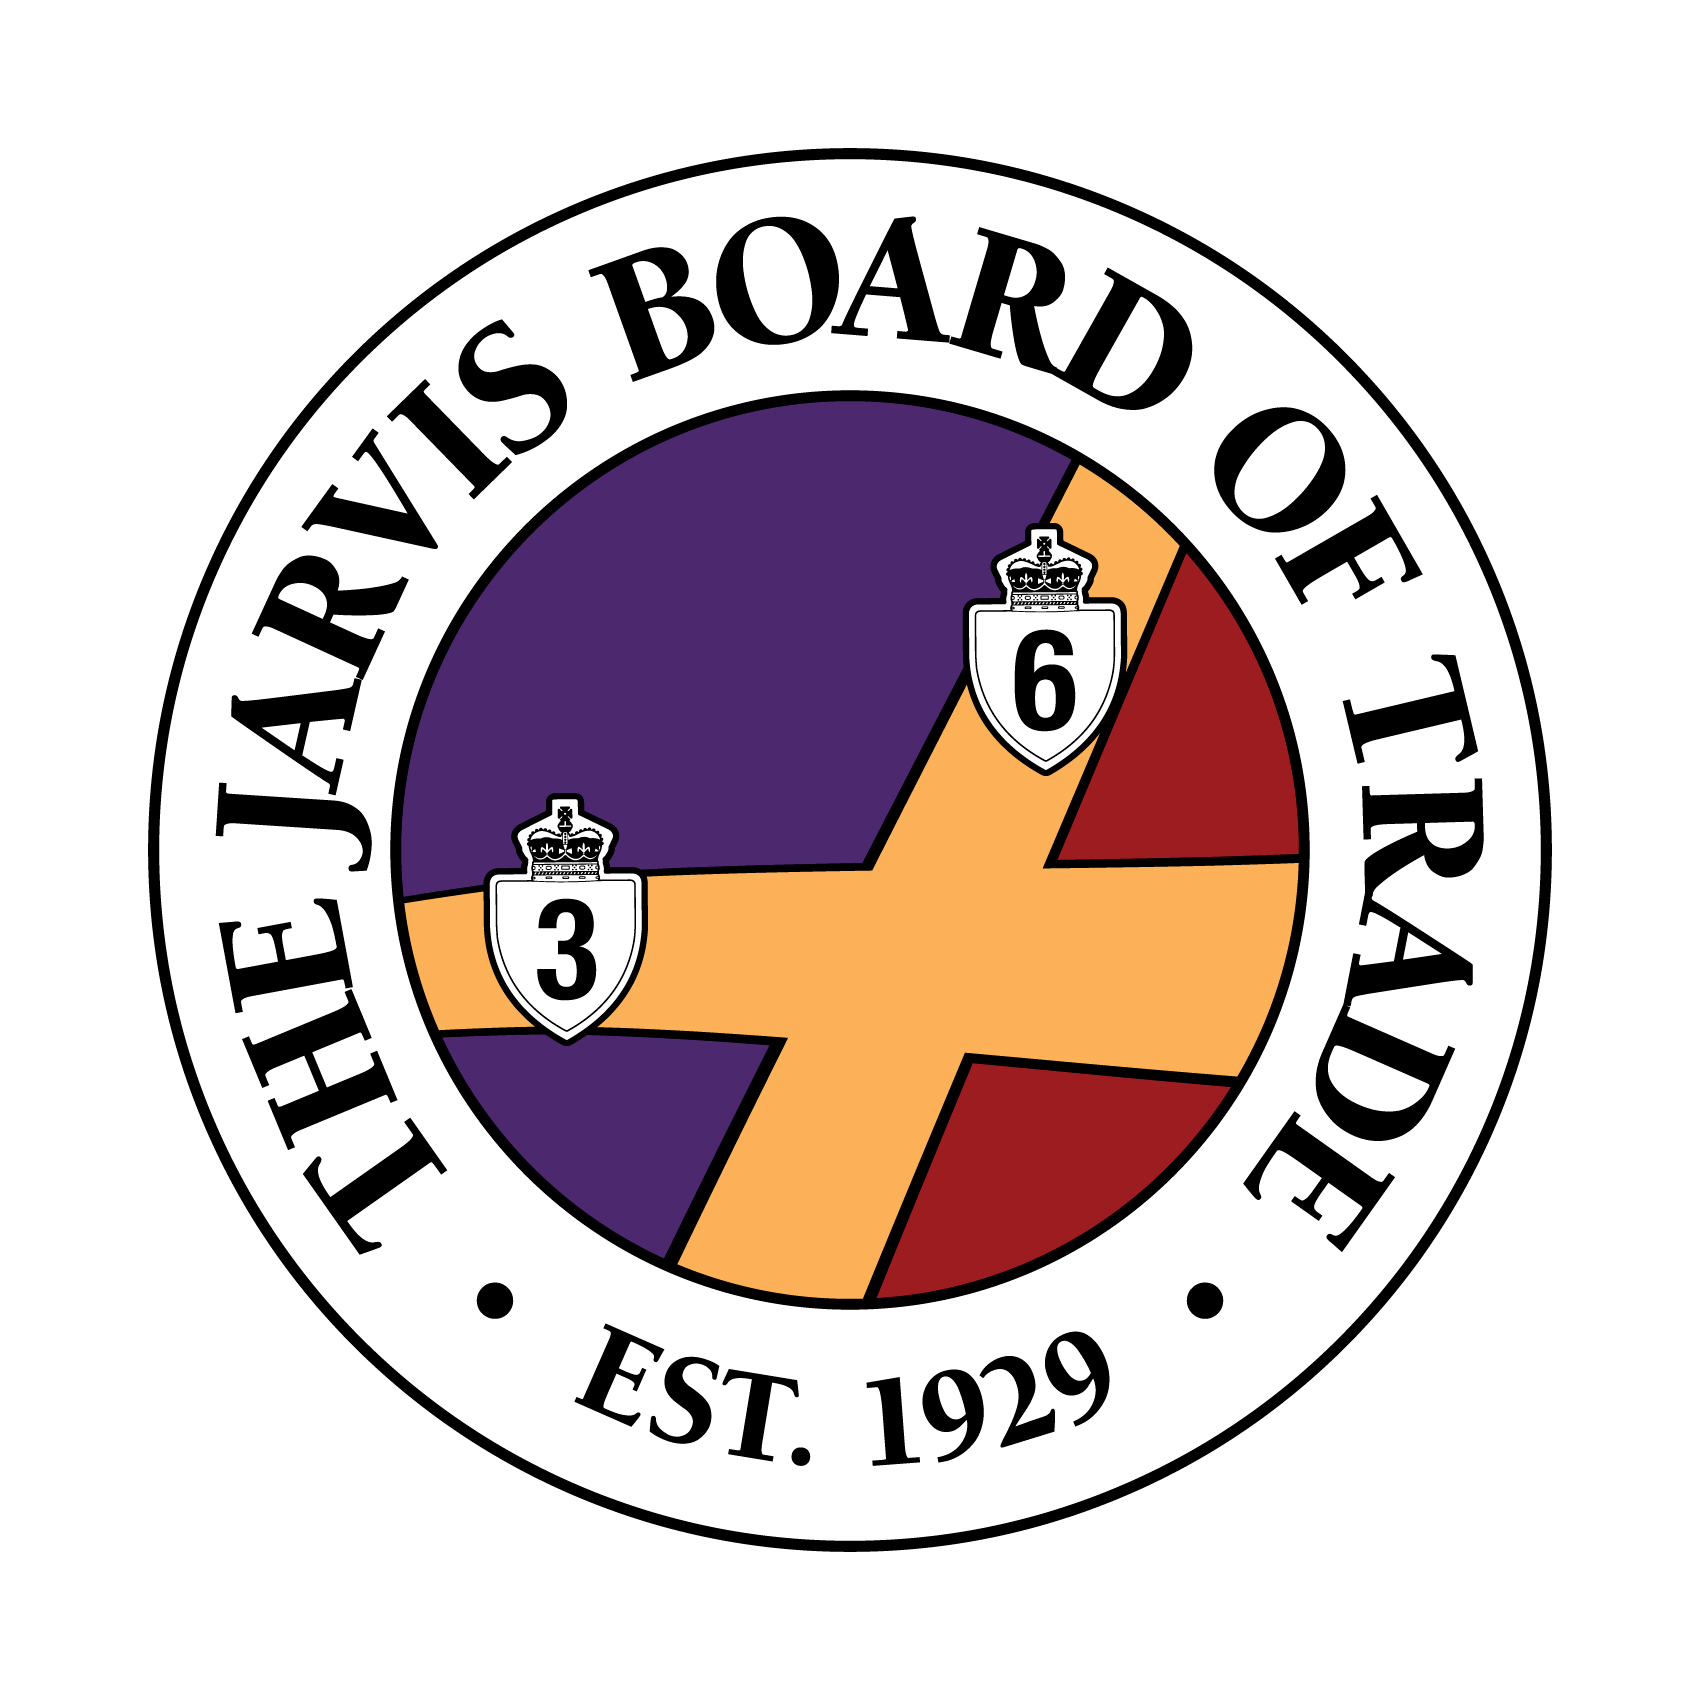 THE JARVIS BOARD OF TRADE
6
3
• EST. 1929 •